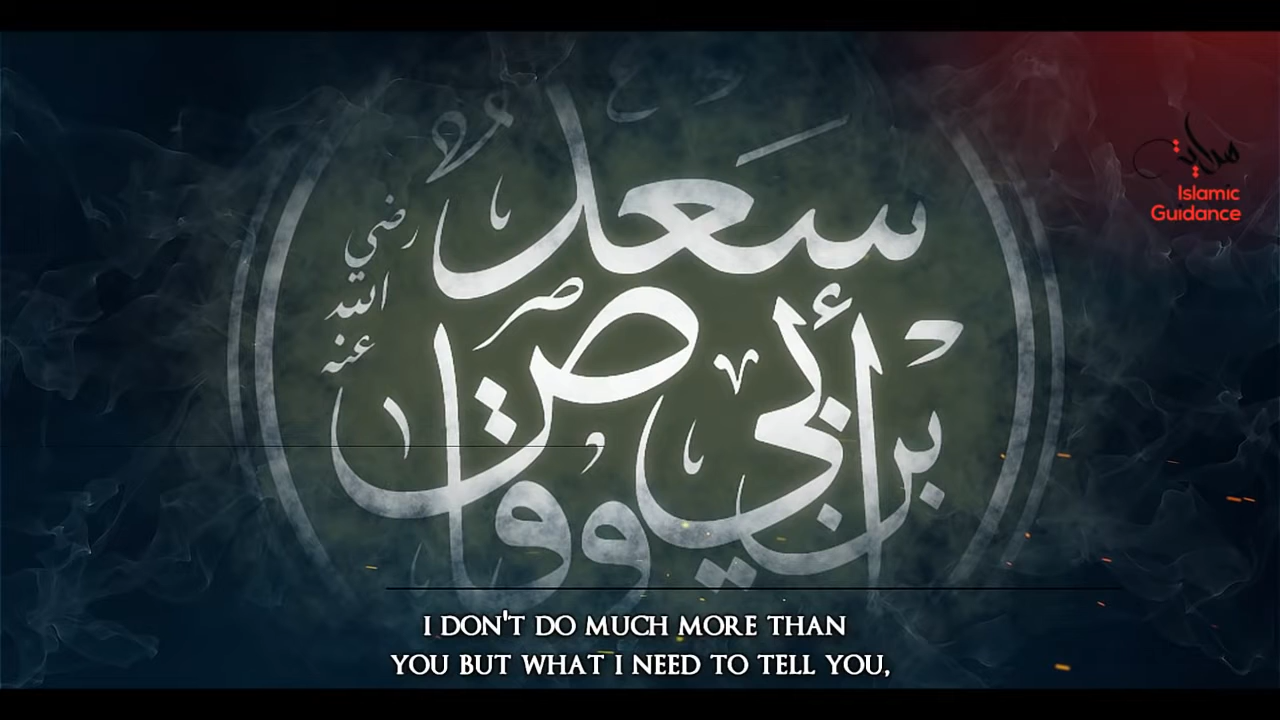 سَعْدُ
بن أبي وقاص
رضي
الله
عنه
هداية
Islamic
Guidance
I DON'T DO MUCH MORE THAN
YOU BUT WHAT I NEED TO TELL YOU,